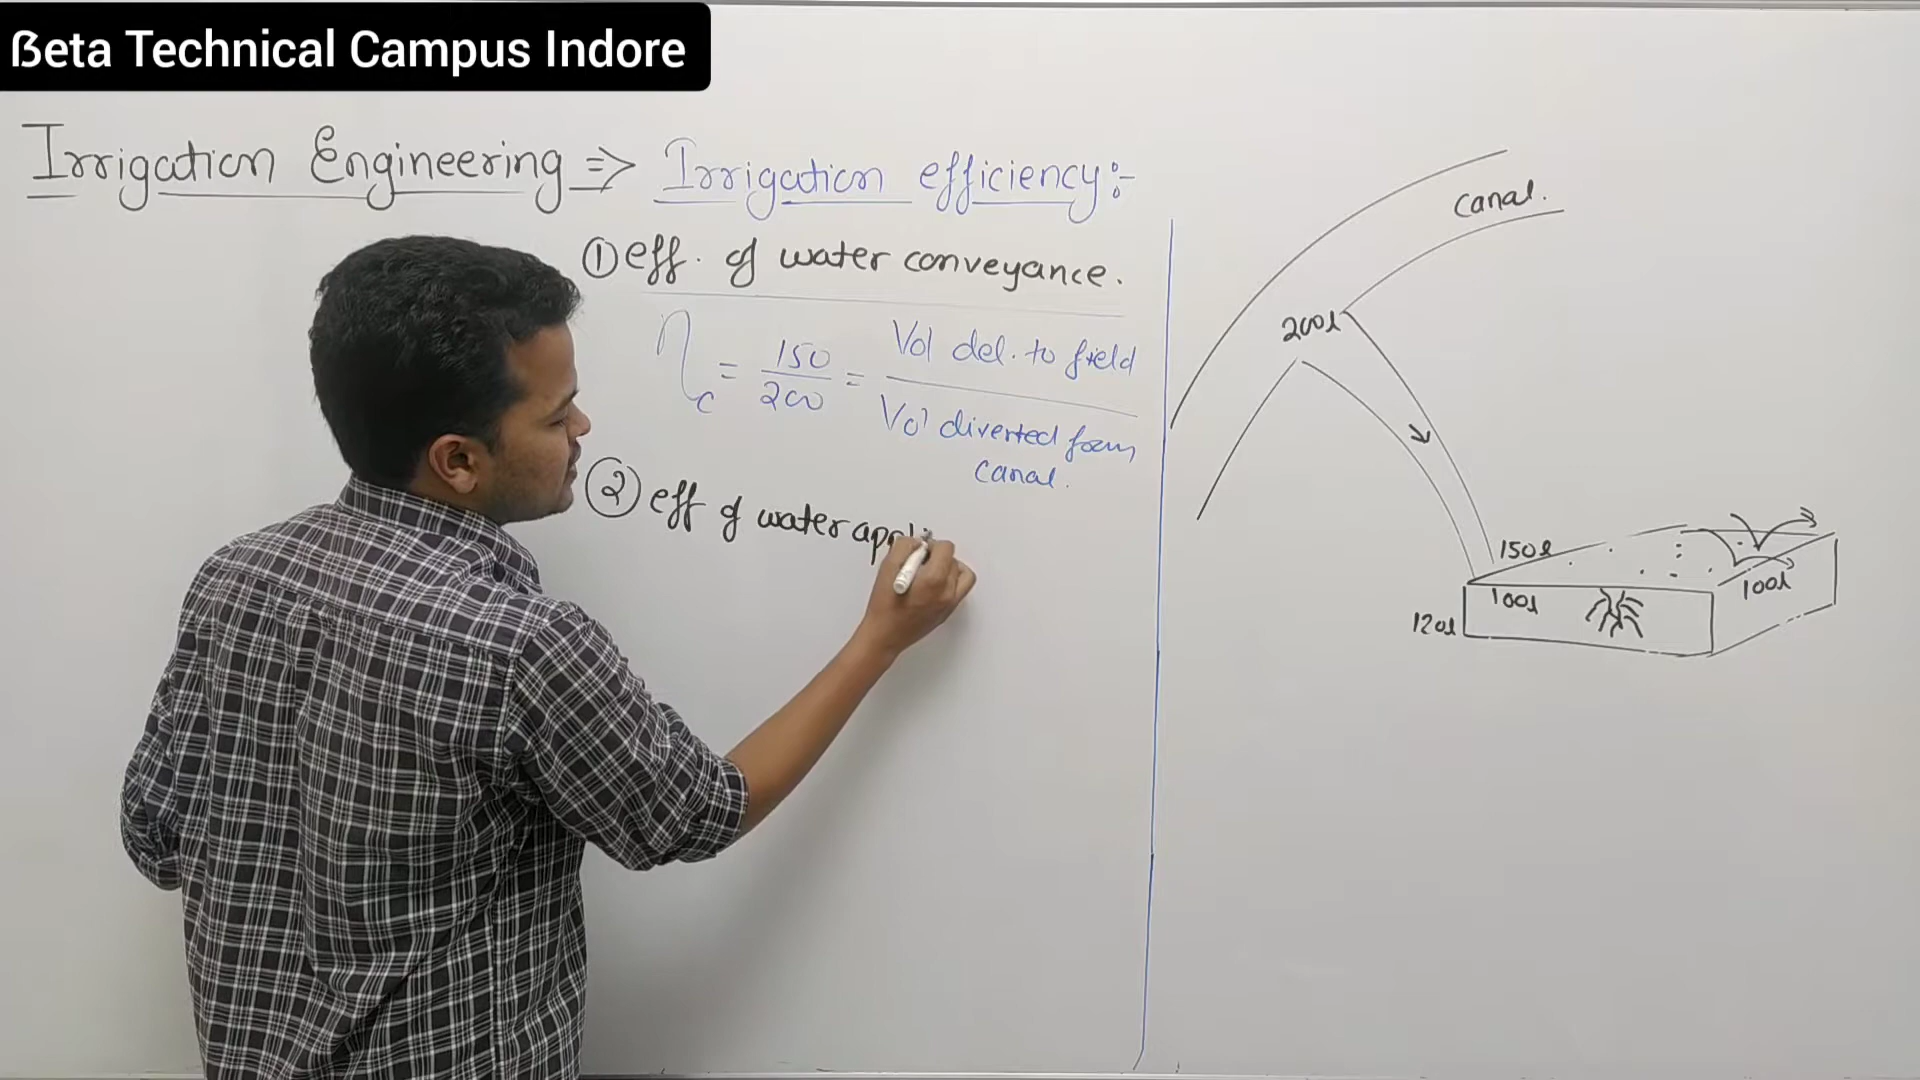 ßeta Technical Campus Indore
Irrigation Engineering ⇒ Irrigation efficiency:-
① eff. of water conveyance.
ηc = 150/200 = Vol del. to field / Vol diverted from canal.
② eff of water appli
canal.
200l
150l
100l
100l
120l